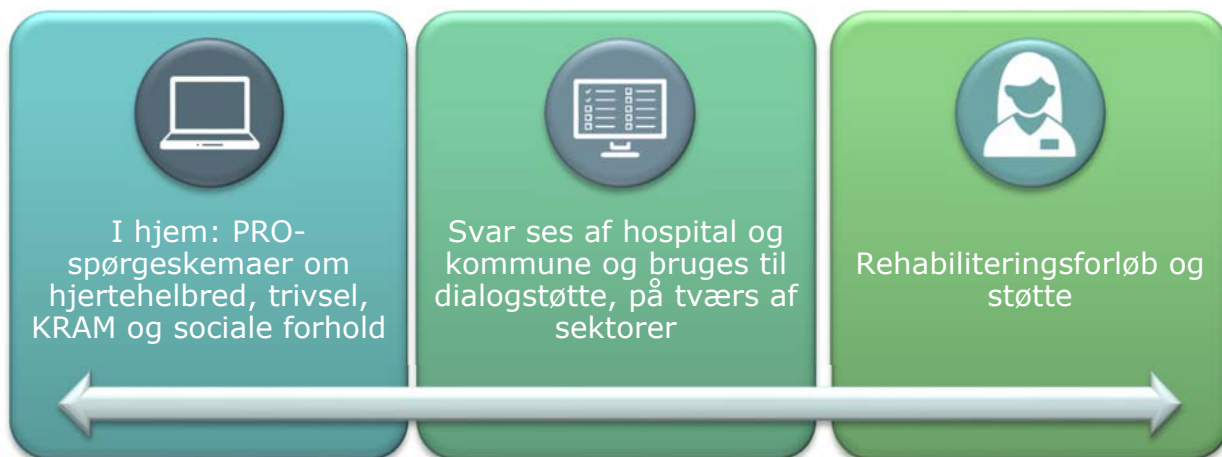 I hjem: PRO-
spørgeskemaer om
hjertehelbred, trivsel,
KRAM og sociale forhold
Svar ses af hospital og
kommune og bruges til
dialogstøtte, på tværs af
sektorer
Rehabiliteringsforløb og
støtte